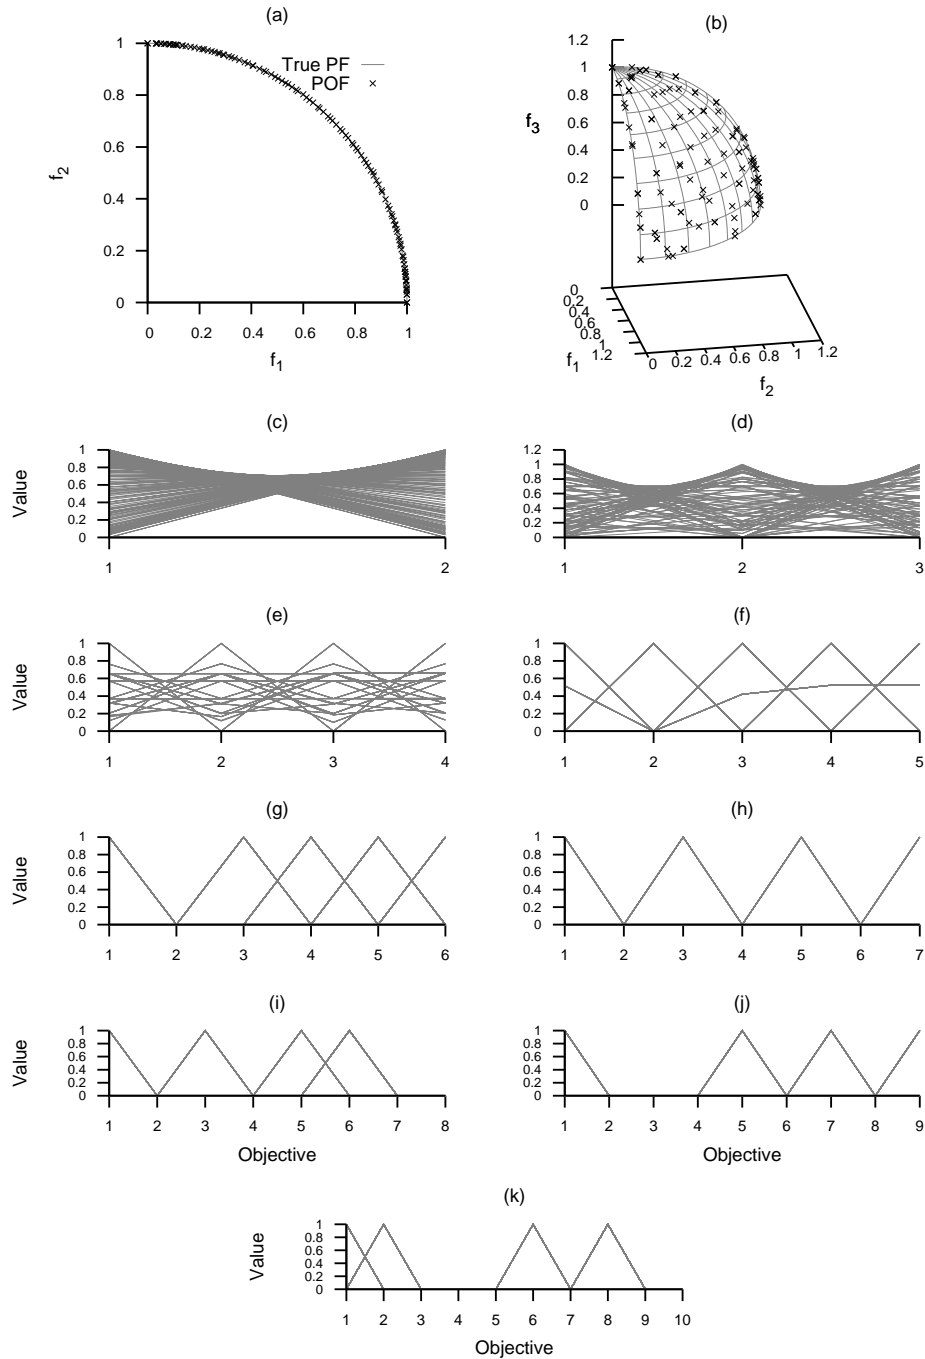 (a)
1
0.8
0.6
0.4
0.2
0
f2
True PF
POF
0 0.2 0.4 0.6 0.8 1
f1
(b)
1.2
1
0.8
0.6
0.4
0.2
0
f3
0
0.2
0.4
0.6
0.8
1
1.2
f1
0 0.2 0.4 0.6 0.8 1 1.2
f2
(c)
Value
1
0.8
0.6
0.4
0.2
0
1 2
(d)
1.2
1
0.8
0.6
0.4
0.2
0
1 2 3
(e)
Value
1
0.8
0.6
0.4
0.2
0
1 2 3 4
(f)
1
0.8
0.6
0.4
0.2
0
1 2 3 4 5
(g)
Value
1
0.8
0.6
0.4
0.2
0
1 2 3 4 5 6
(h)
1
0.8
0.6
0.4
0.2
0
1 2 3 4 5 6 7
(i)
Value
1
0.8
0.6
0.4
0.2
0
1 2 3 4 5 6 7 8
Objective
(j)
1
0.8
0.6
0.4
0.2
0
1 2 3 4 5 6 7 8 9
Objective
(k)
Value
1
0.8
0.6
0.4
0.2
0
1 2 3 4 5 6 7 8 9 10
Objective